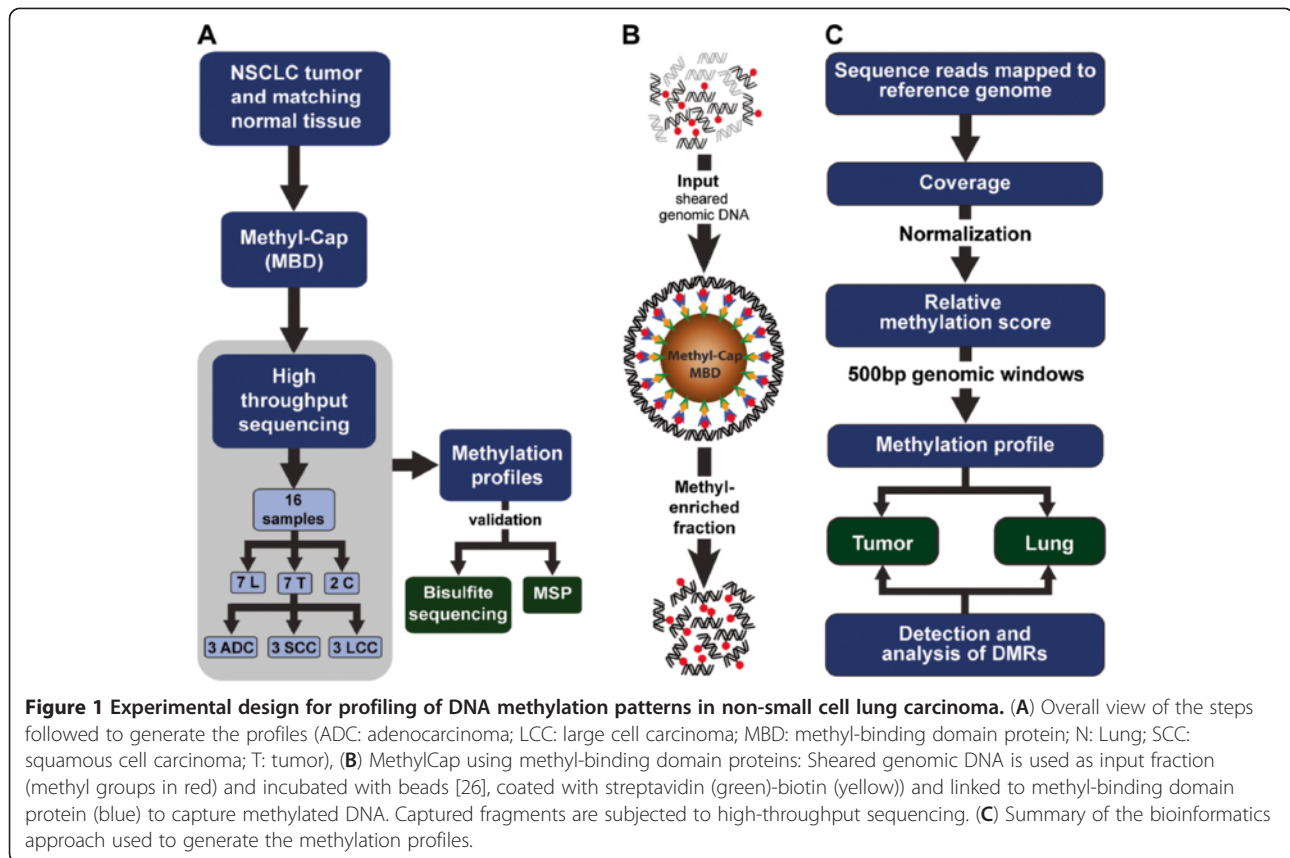 A
NSCLC tumor
and matching
normal tissue
Methyl-Cap
(MBD)
High
throughput
sequencing
16
samples
7 L
7 T
2 C
3 ADC
3 SCC
3 LCC
Methylation
profiles
validation
Bisulfite
sequencing
MSP
B
Input
sheared
genomic DNA
Methyl-Cap
MBD
Methyl-
enriched
fraction
C
Sequence reads mapped to
reference genome
Coverage
Normalization
Relative
methylation score
500bp genomic windows
Methylation profile
Tumor
Lung
Detection and
analysis of DMRs
Figure 1 Experimental design for profiling of DNA methylation patterns in non-small cell lung carcinoma. (A) Overall view of the steps
followed to generate the profiles (ADC: adenocarcinoma; LCC: large cell carcinoma; MBD: methyl-binding domain protein; N: Lung; SCC:
squamous cell carcinoma; T: tumor), (B) MethylCap using methyl-binding domain proteins: Sheared genomic DNA is used as input fraction
(methyl groups in red) and incubated with beads [26], coated with streptavidin (green)-biotin (yellow)) and linked to methyl-binding domain
protein (blue) to capture methylated DNA. Captured fragments are subjected to high-throughput sequencing. (C) Summary of the bioinformatics
approach used to generate the methylation profiles.